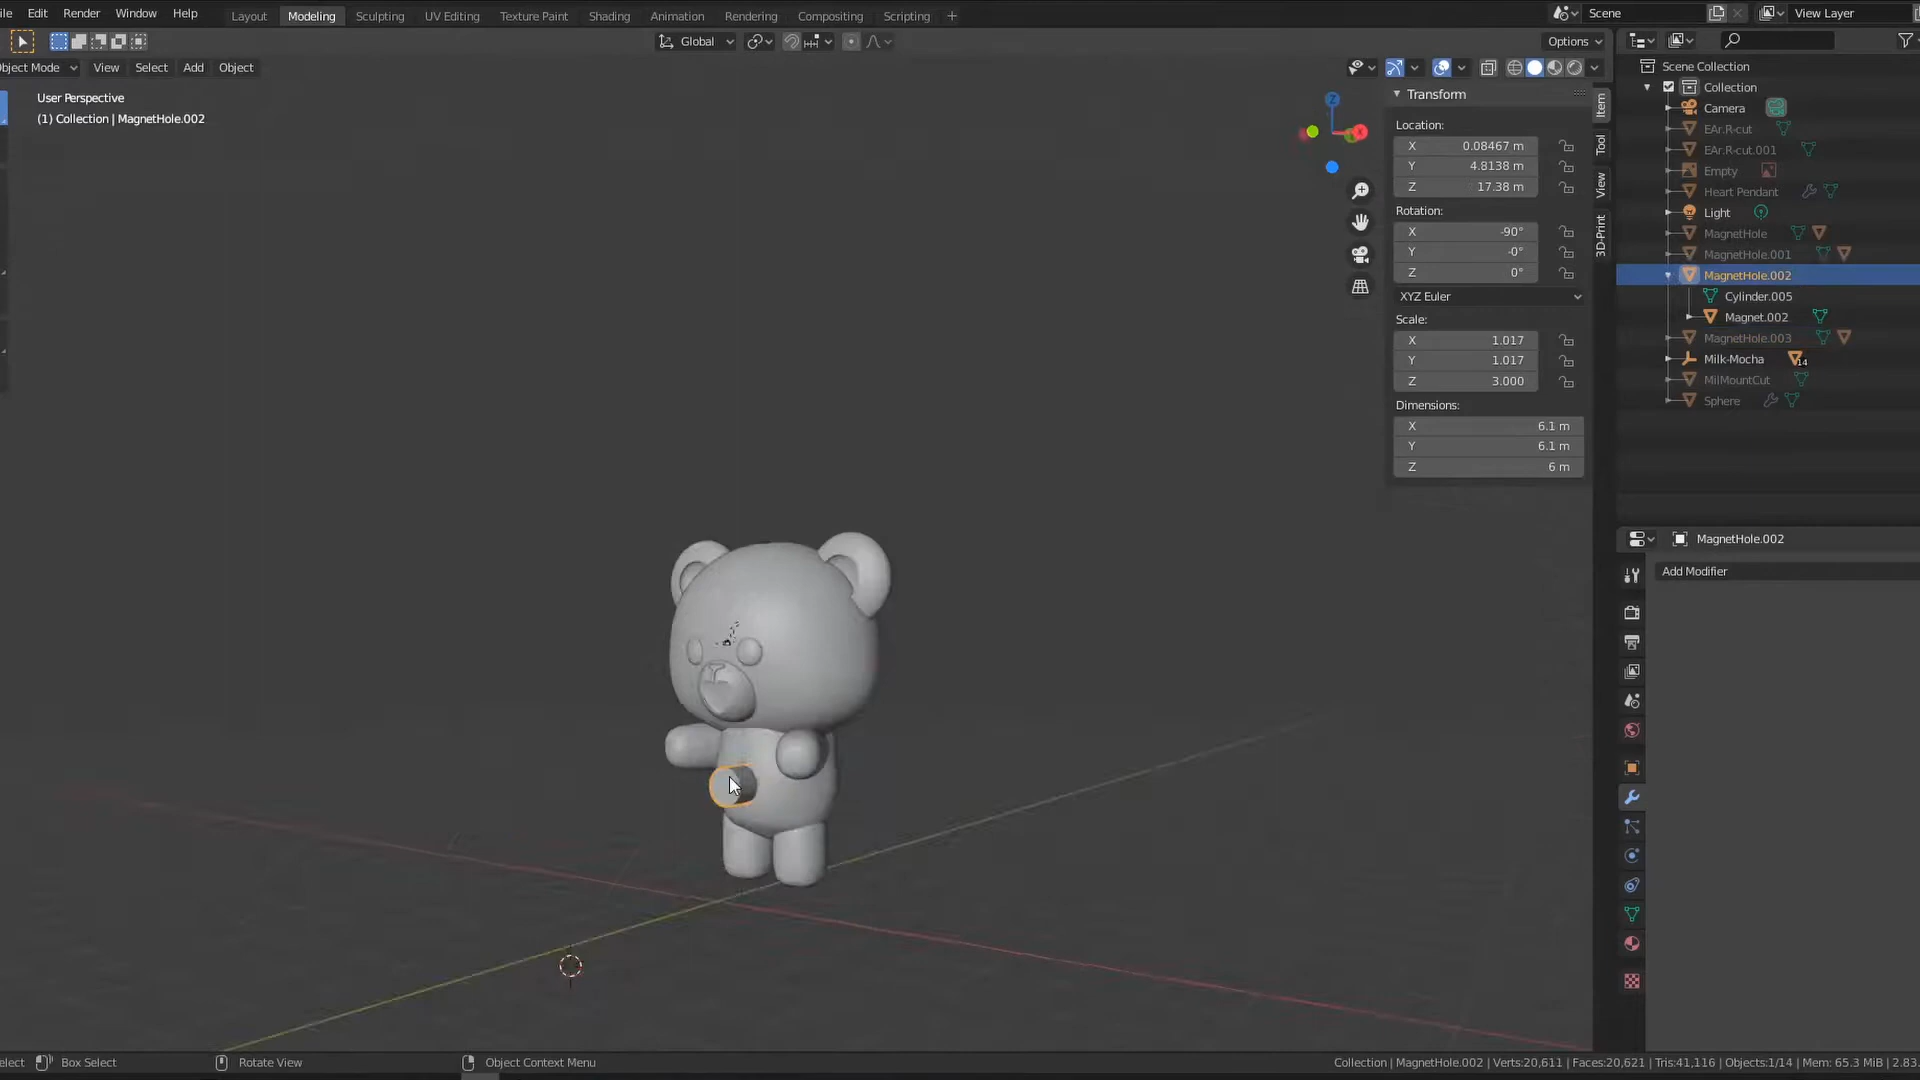 ile Edit Render Window Help Layout Modeling Sculpting UV Editing Texture Paint Shading Animation Rendering Compositing Scripting + Scene View Layer
Global Options
bject Mode View Select Add Object
User Perspective
(1) Collection | MagnetHole.002
Transform
Location:
X 0.08467 m
Y 4.8138 m
Z 17.38 m
Rotation:
X -90°
Y -0°
Z 0°
XYZ Euler
Scale:
X 1.017
Y 1.017
Z 3.000
Dimensions:
X 6.1 m
Y 6.1 m
Z 6 m
Item
Tool
View
3D-Print
X
Z
Scene Collection
Collection
Camera
EAr.R-cut
EAr.R-cut.001
Empty
Heart Pendant
Light
MagnetHole
MagnetHole.001
MagnetHole.002
Cylinder.005
Magnet.002
MagnetHole.003
Milk-Mocha 14
MilMountCut
Sphere
MagnetHole.002
Add Modifier
elect Box Select Rotate View Object Context Menu Collection | MagnetHole.002 | Verts:20,611 | Faces:20,621 | Tris:41,116 | Objects:1/14 | Mem: 65.3 MiB | 2.83